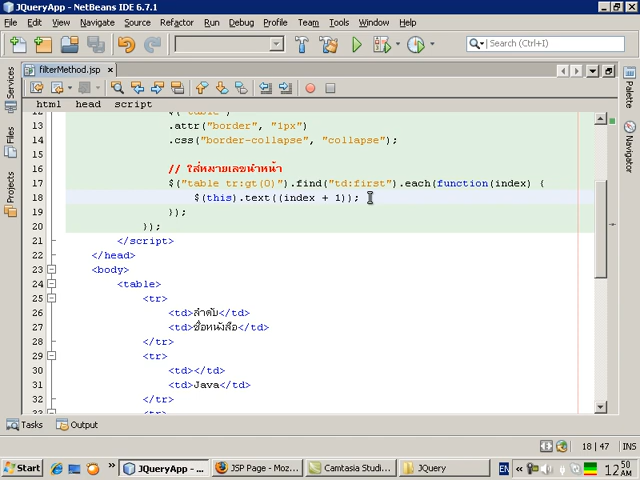 JQueryApp - NetBeans IDE 6.7.1
File Edit View Navigate Source Refactor Run Debug Profile Team Tools Window Help
Search (Ctrl+I)
filterMethod.jsp
html head script
Services
Files
Projects
Palette
Navigator
12 $("table")
13 .attr("border", "1px")
14 .css("border-collapse", "collapse");
15
16 // ใส่หมายเลขนำหน้า
17 $("table tr:gt(0)").find("td:first").each(function(index) {
18 $(this).text((index + 1));
19 });
20 });
21 </script>
22 </head>
23 <body>
24 <table>
25 <tr>
26 <td>ลำดับ</td>
27 <td>ชื่อหนังสือ</td>
28 </tr>
29 <tr>
30 <td></td>
31 <td>Java</td>
32 </tr>
33 <tr>
Tasks Output
18 | 47 INS
Start JQueryApp - ... JSP Page - Moz... Camtasia Studi... JQuery EN 12:50 AM